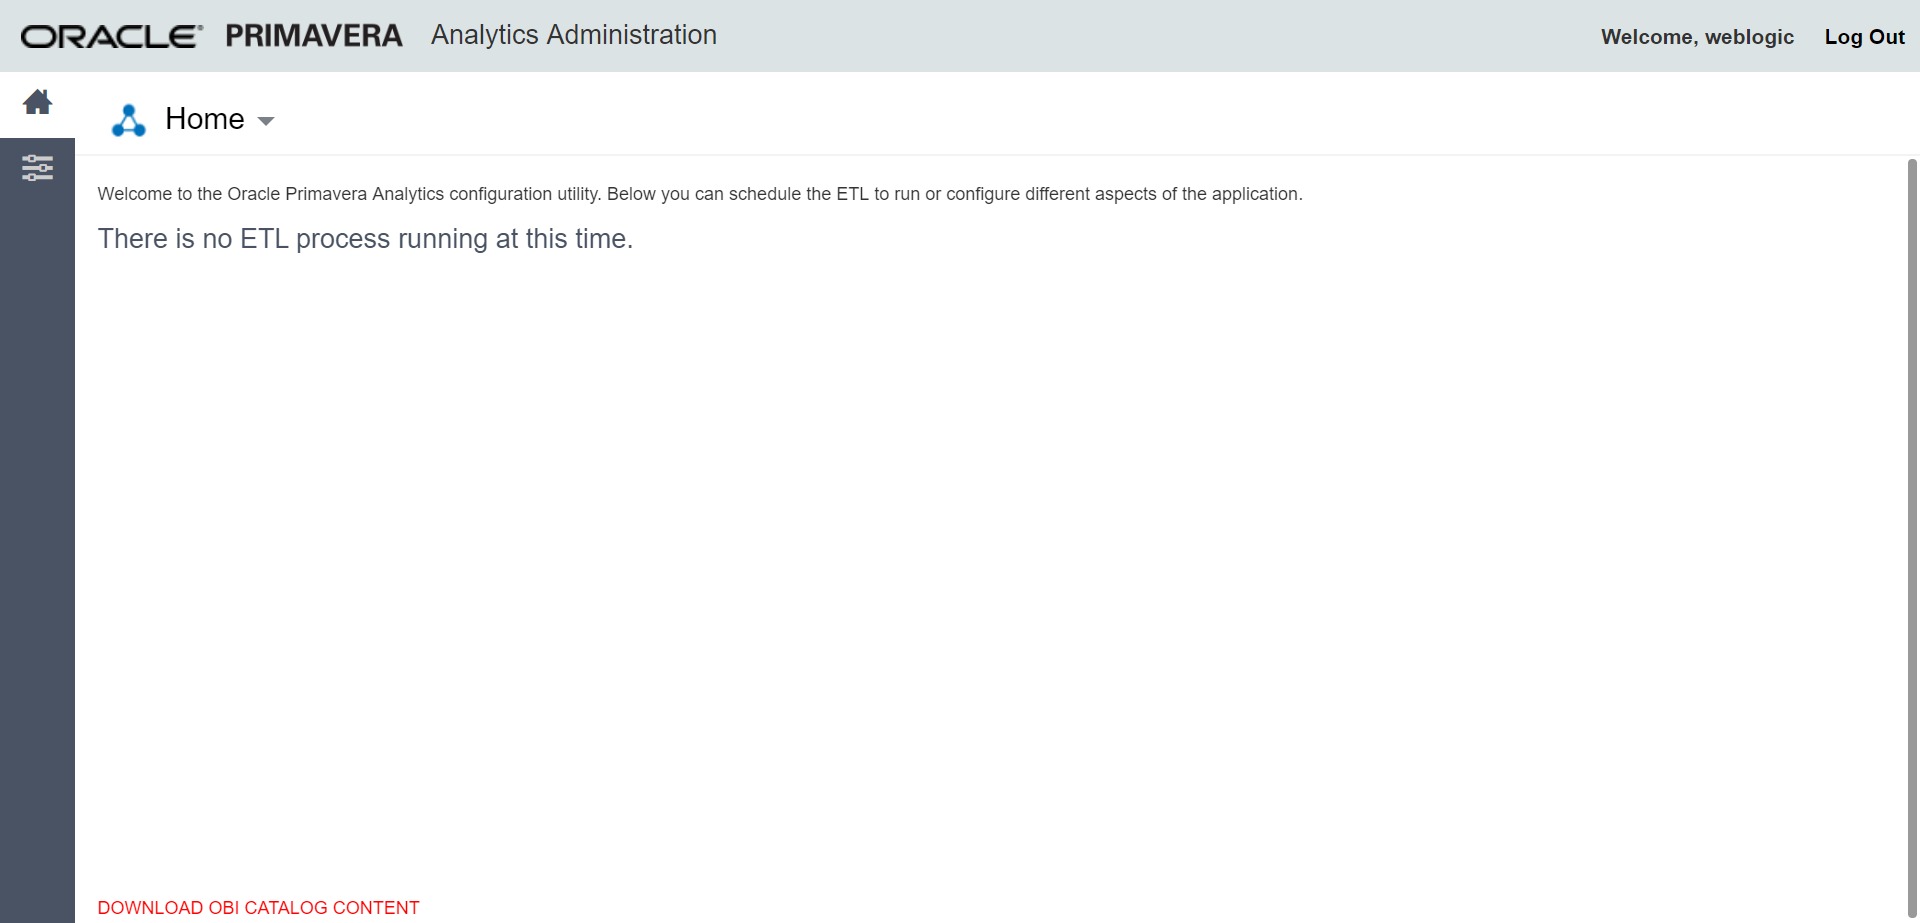 ORACLE® PRIMAVERA Analytics Administration
Welcome, weblogic Log Out
Home
Welcome to the Oracle Primavera Analytics configuration utility. Below you can schedule the ETL to run or configure different aspects of the application.
There is no ETL process running at this time.
DOWNLOAD OBI CATALOG CONTENT